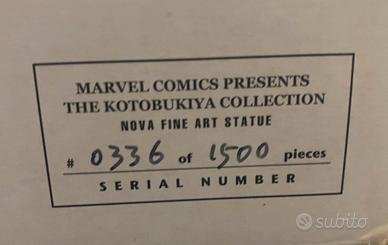 MARVEL COMICS PRESENTS
THE KOTOBUKIYA COLLECTION
NOVA FINE ART STATUE
# 0336 of 1500 pieces
SERIAL NUMBER
subito